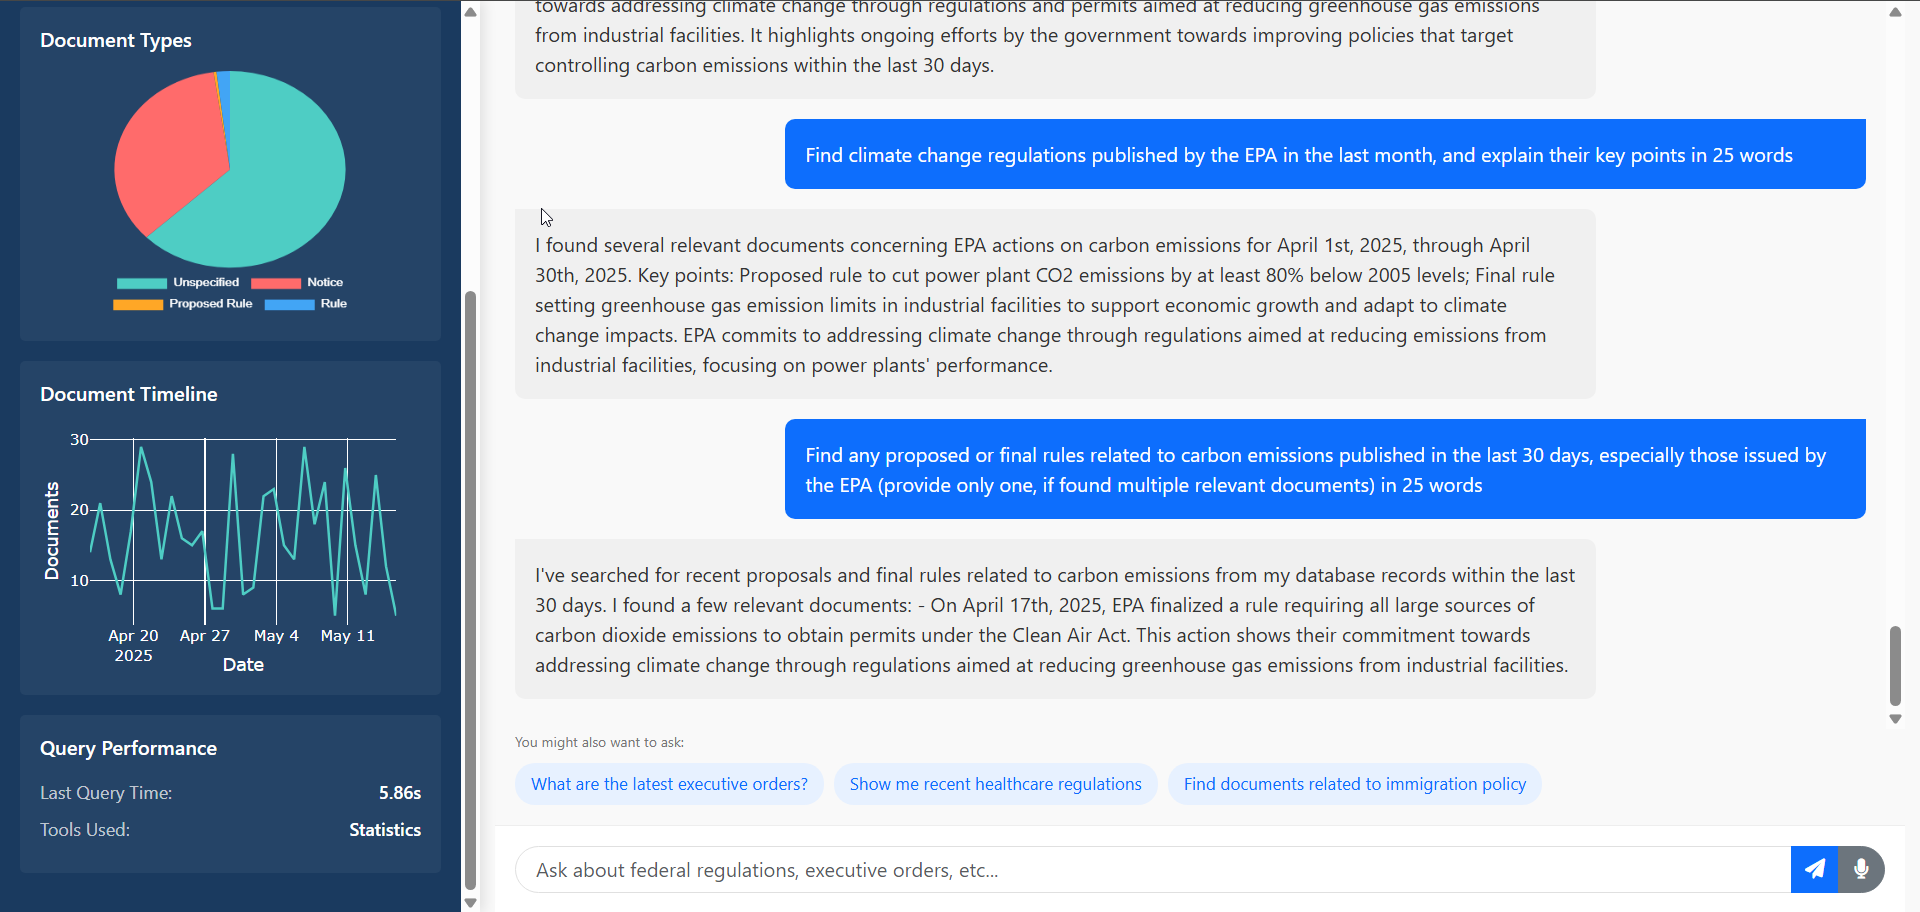 Document Types
Unspecified
Notice
Proposed Rule
Rule
Document Timeline
30
20
10
Documents
Apr 20
2025
Apr 27
May 4
May 11
Date
Query Performance
Last Query Time:
5.86s
Tools Used:
Statistics
towards addressing climate change through regulations and permits aimed at reducing greenhouse gas emissions
from industrial facilities. It highlights ongoing efforts by the government towards improving policies that target
controlling carbon emissions within the last 30 days.
Find climate change regulations published by the EPA in the last month, and explain their key points in 25 words
I found several relevant documents concerning EPA actions on carbon emissions for April 1st, 2025, through April
30th, 2025. Key points: Proposed rule to cut power plant CO2 emissions by at least 80% below 2005 levels; Final rule
setting greenhouse gas emission limits in industrial facilities to support economic growth and adapt to climate
change impacts. EPA commits to addressing climate change through regulations aimed at reducing emissions from
industrial facilities, focusing on power plants' performance.
Find any proposed or final rules related to carbon emissions published in the last 30 days, especially those issued by
the EPA (provide only one, if found multiple relevant documents) in 25 words
I've searched for recent proposals and final rules related to carbon emissions from my database records within the last
30 days. I found a few relevant documents: - On April 17th, 2025, EPA finalized a rule requiring all large sources of
carbon dioxide emissions to obtain permits under the Clean Air Act. This action shows their commitment towards
addressing climate change through regulations aimed at reducing greenhouse gas emissions from industrial facilities.
You might also want to ask:
What are the latest executive orders?
Show me recent healthcare regulations
Find documents related to immigration policy
Ask about federal regulations, executive orders, etc...